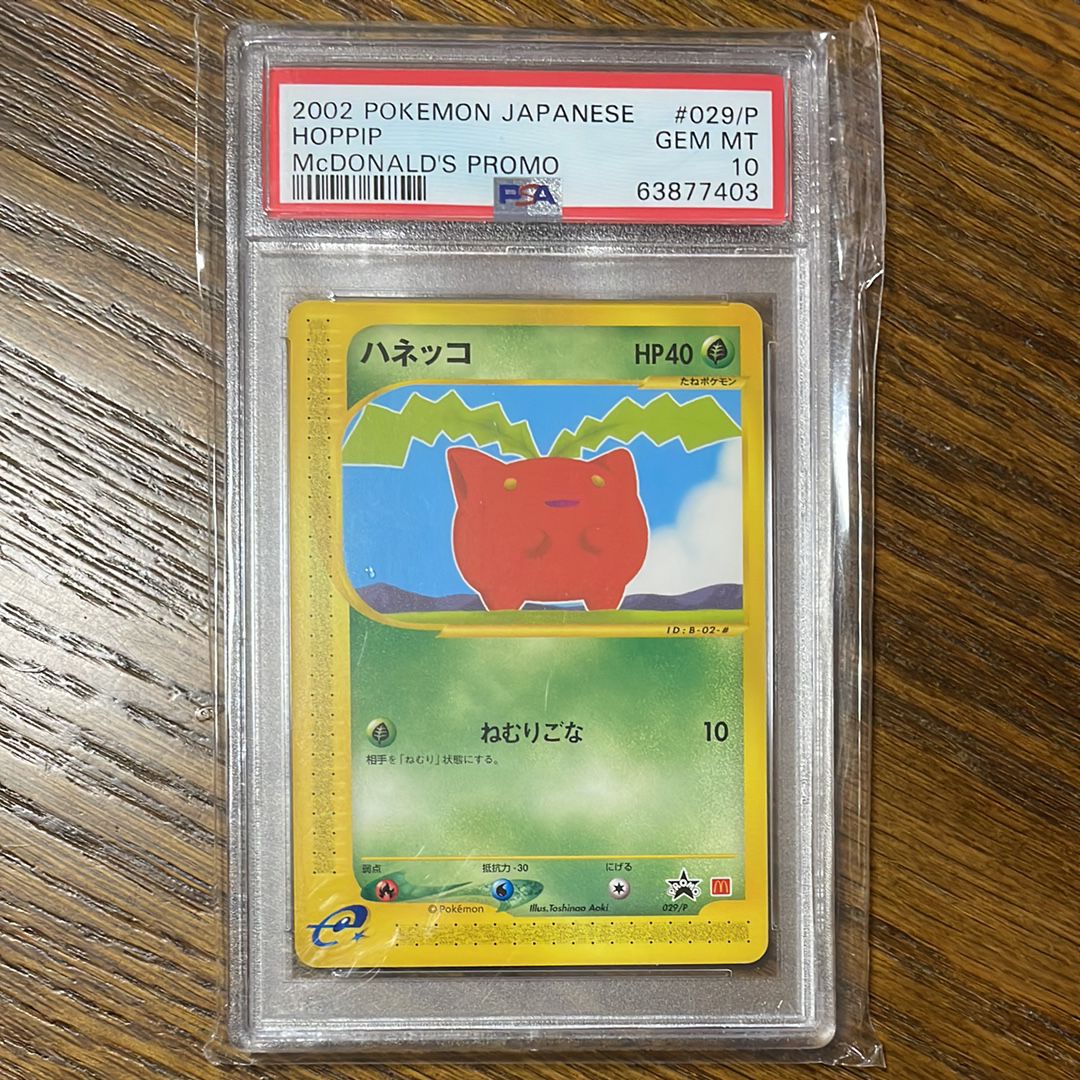 2002 POKEMON JAPANESE #029/P
HOPPIP GEM MT
McDONALD'S PROMO 10
PSA 63877403
ハネッコ HP40
たねポケモン
ID:B-02-#
ねむりごな 10
相手を「ねむり」状態にする。
弱点 抵抗力-30 にげる
PROMO
©Pokémon Illus.Toshinao Aoki 029/P
e